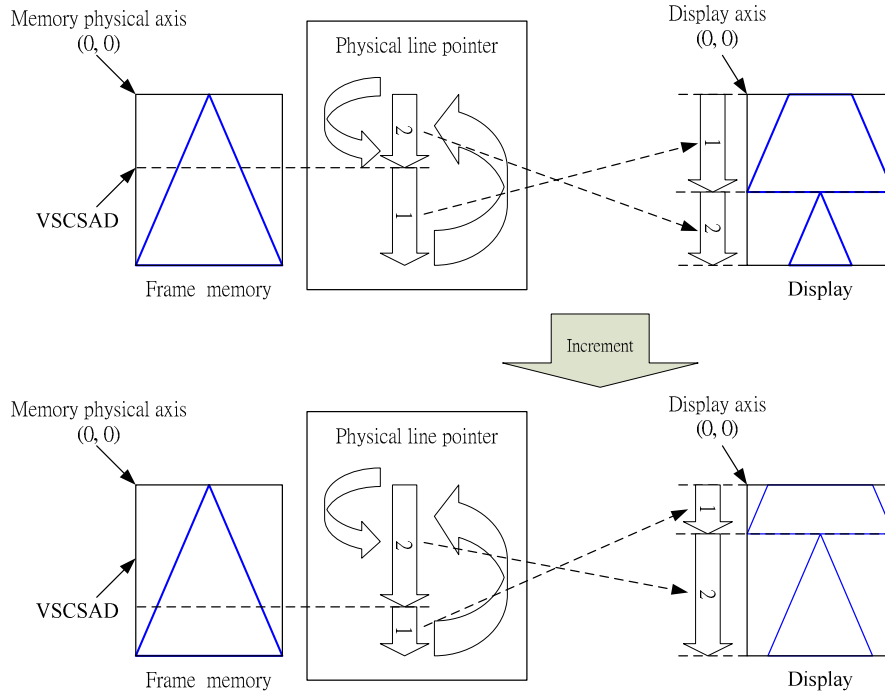 Memory physical axis
(0, 0)
Physical line pointer
Display axis
(0, 0)
2
1
1
2
VSCSAD
Frame memory
Display
Increment
Memory physical axis
(0, 0)
Physical line pointer
Display axis
(0, 0)
2
1
1
2
VSCSAD
Frame memory
Display